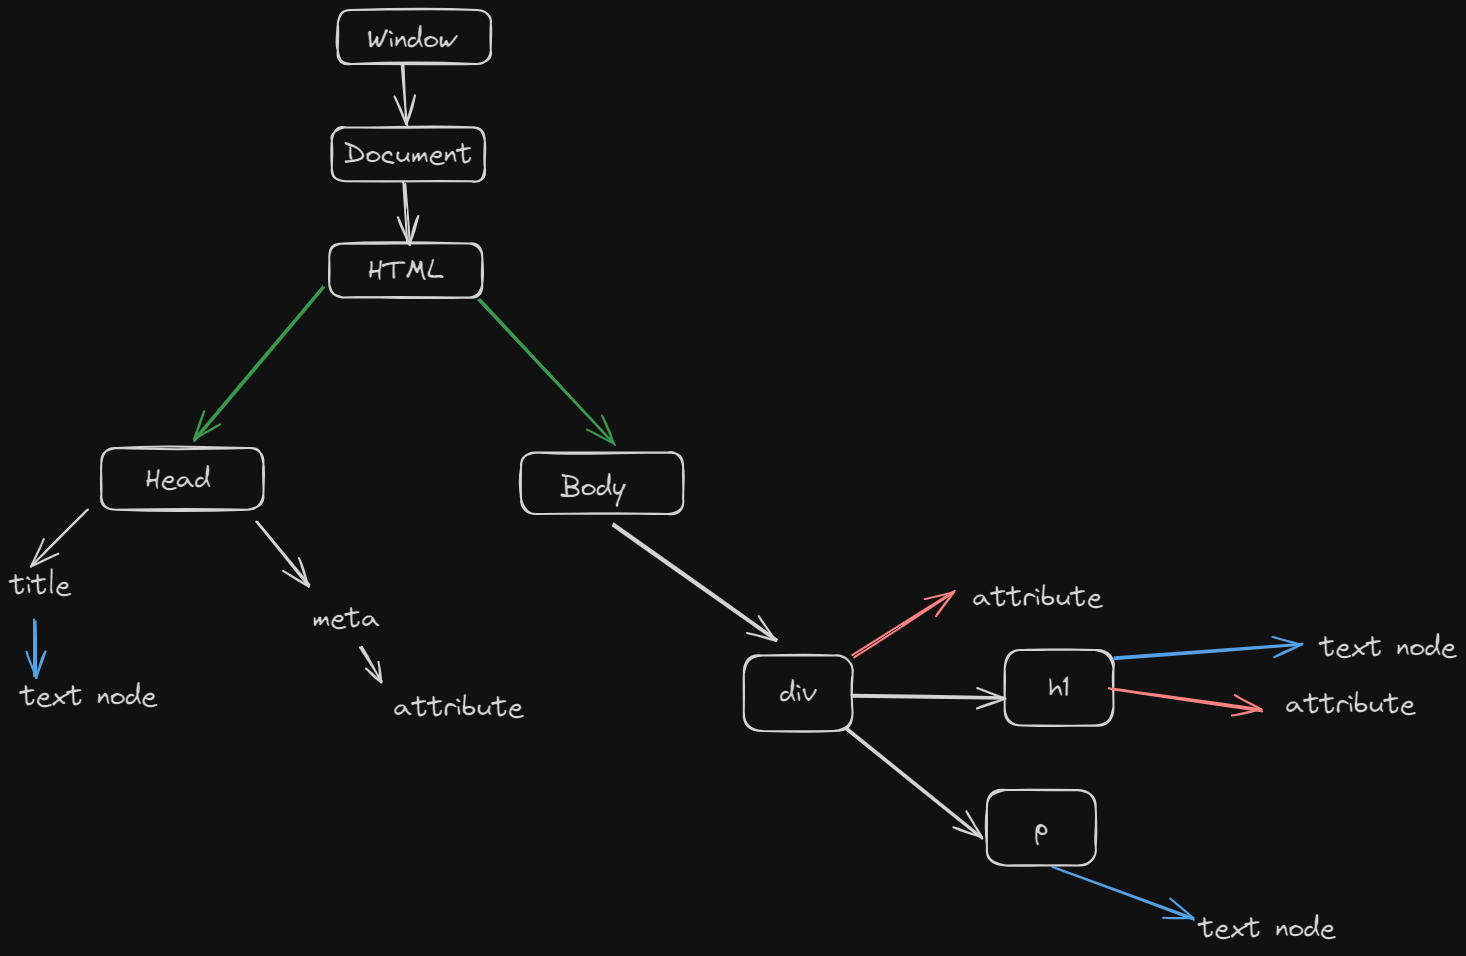 Window
Document
HTML
Head
Body
title
meta
attribute
text node
attribute
div
h1
text node
attribute
p
text node